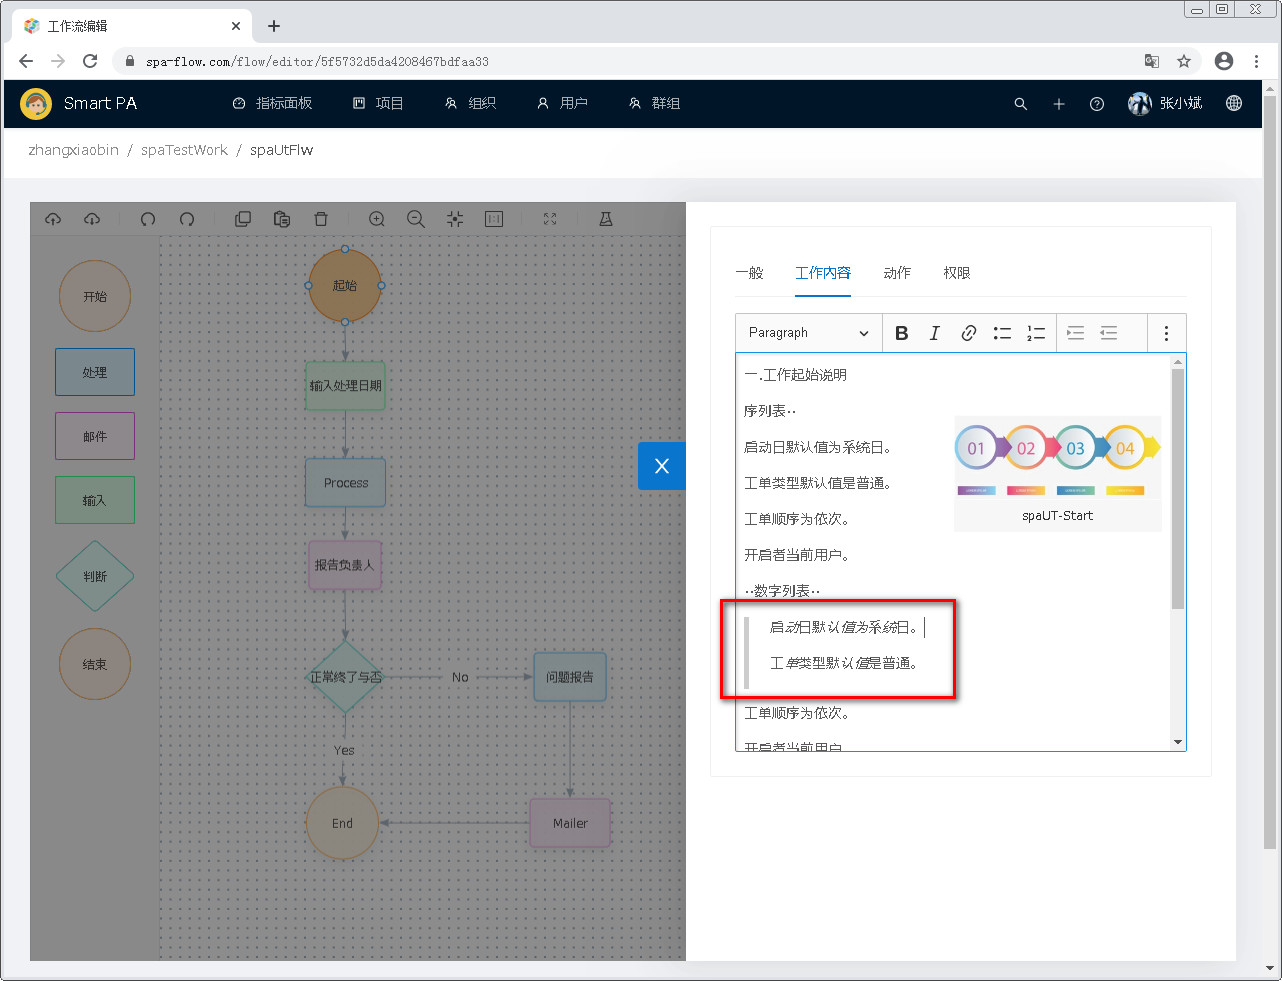 工作流编辑
spa-flow.com/flow/editor/5f5732d5da4208467bdfaa33
Smart PA
指标面板
项目
组织
用户
群组
张小斌
zhangxiaobin / spaTestWork / spaUtFlw
开始
处理
邮件
输入
判断
结束
起始
输入处理日期
Process
报告负责人
正常终了与否
No
问题报告
Yes
End
Mailer
一般
工作内容
动作
权限
Paragraph
B
I
一.工作起始说明
序列表··
启动日默认值为系统日。
工单类型默认值是普通。
工单顺序为依次。
开启者当前用户。
01
02
03
04
spaUT-Start
··数字列表··
启动日默认值为系统日。
工单类型默认值是普通。
工单顺序为依次。
开启者当前用户